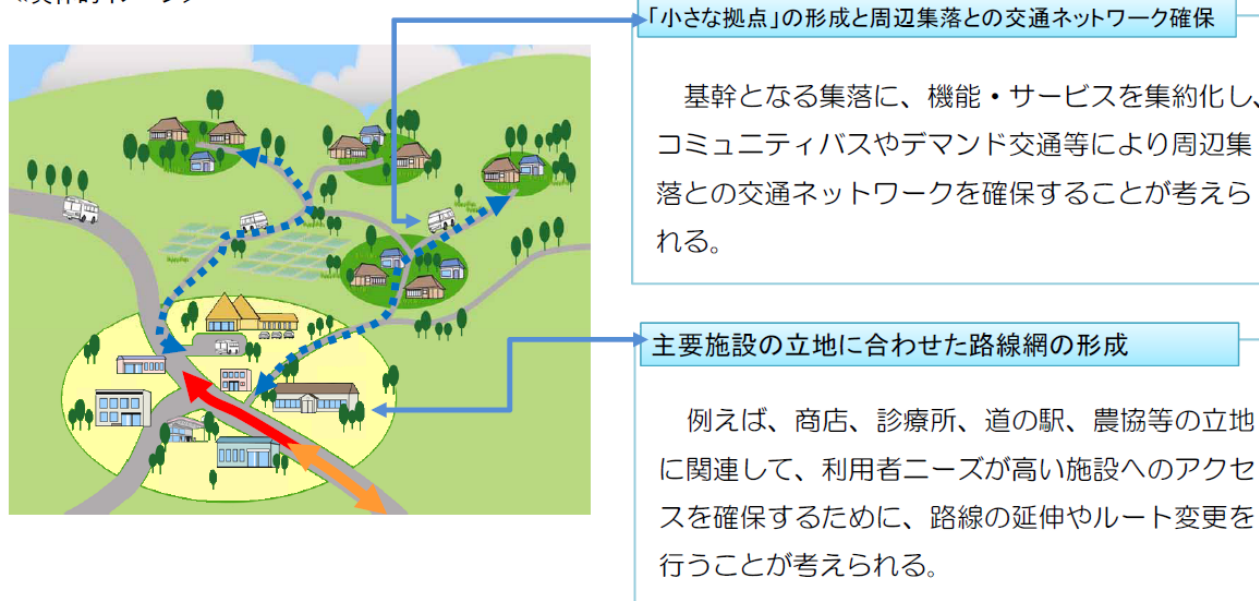 「小さな拠点」の形成と周辺集落との交通ネットワーク確保
基幹となる集落に、機能・サービスを集約化し、
コミュニティバスやデマンド交通等により周辺集
落との交通ネットワークを確保することが考えら
れる。
主要施設の立地に合わせた路線網の形成
例えば、商店、診療所、道の駅、農協等の立地
に関連して、利用者ニーズが高い施設へのアクセ
スを確保するために、路線の延伸やルート変更を
行うことが考えられる。